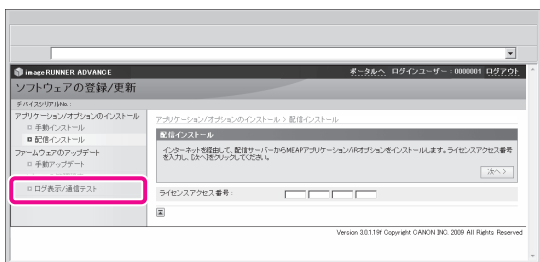 imageRUNNER ADVANCE
ポータルへ ログインユーザー : 0000001 ログアウト
ソフトウェアの登録/更新
デバイスシリアルNo.:
アプリケーション/オプションのインストール
手動インストール
配信インストール
ファームウェアのアップデート
手動アップデート
ログ表示/通信テスト
アプリケーション/オプションのインストール > 配信インストール
配信インストール
インターネットを経由して、配信サーバーからMEAPアプリケーション/iRオプションをインストールします。ライセンスアクセス番号
を入力し、[次へ]をクリックしてください。
次へ >
ライセンスアクセス番号 :
Version 3.0.1.19f Copyright CANON INC. 2009 All Rights Reserved